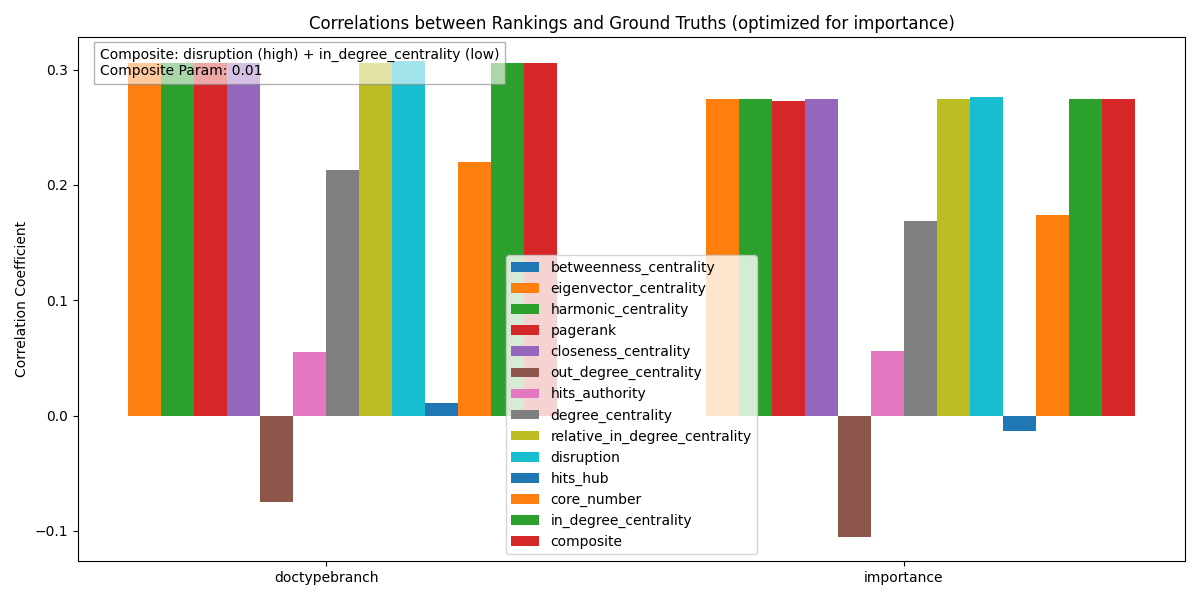 Correlations between Rankings and Ground Truths (optimized for importance)
Composite: disruption (high) + in_degree_centrality (low)
Composite Param: 0.01
Correlation Coefficient
0.3
0.2
0.1
0.0
−0.1
betweenness_centrality
eigenvector_centrality
harmonic_centrality
pagerank
closeness_centrality
out_degree_centrality
hits_authority
degree_centrality
relative_in_degree_centrality
disruption
hits_hub
core_number
in_degree_centrality
composite
doctypebranch
importance